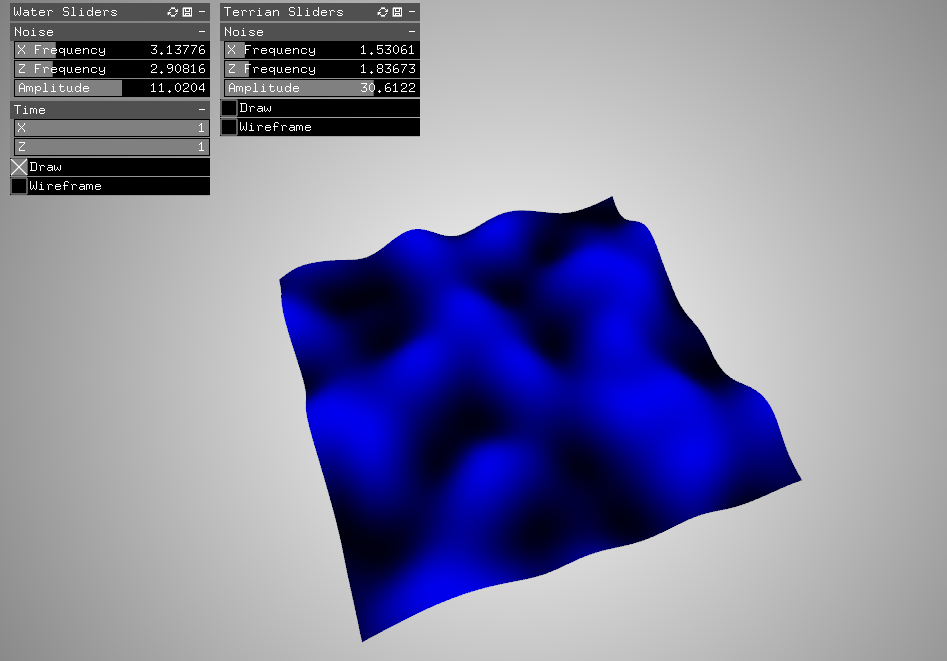 Water Sliders
Noise
X Frequency 3.13776
Z Frequency 2.90816
Amplitude 11.0204
Time
X 1
Z 1
Draw
Wireframe
Terrian Sliders
Noise
X Frequency 1.53061
Z Frequency 1.83673
Amplitude 30.6122
Draw
Wireframe